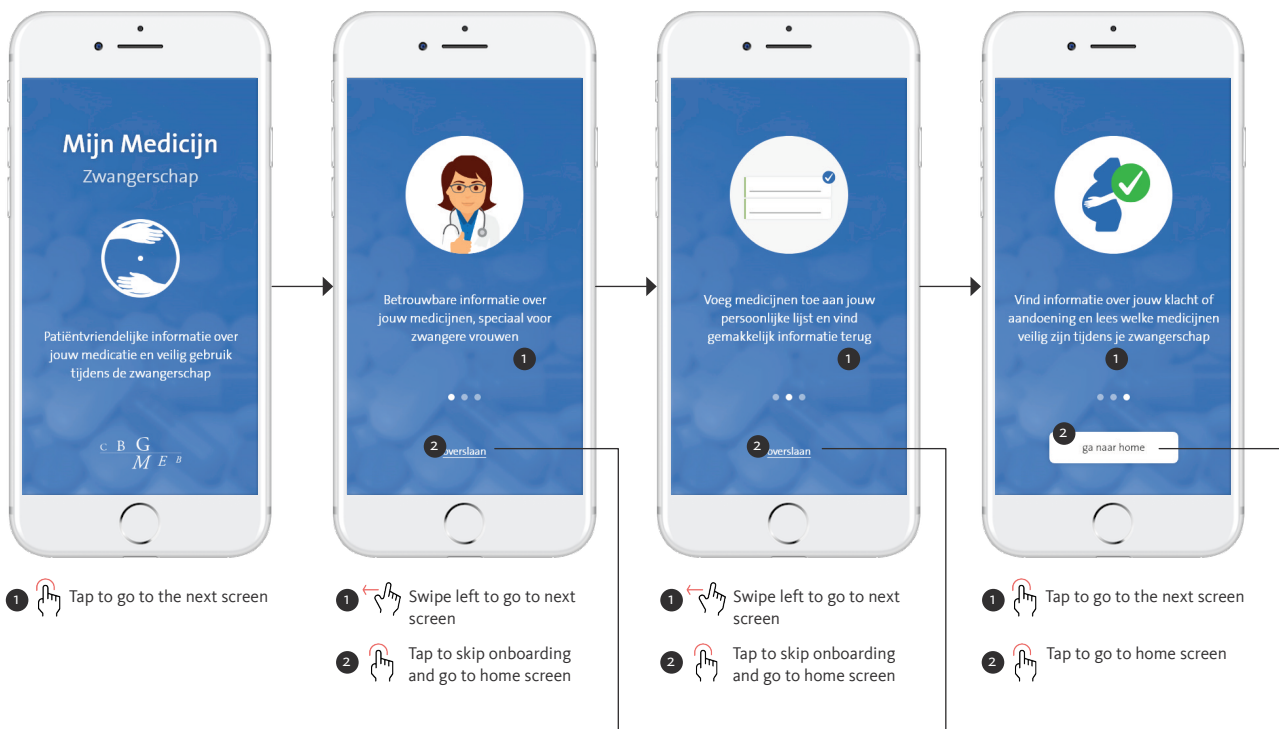 Mijn Medicijn
Zwangerschap
Patiëntvriendelijke informatie over
jouw medicatie en veilig gebruik
tijdens de zwangerschap
C B G
M E B
1 Tap to go to the next screen
Betrouwbare informatie over
jouw medicijnen, speciaal voor
zwangere vrouwen
1
2 overslaan
1 Swipe left to go to next
screen
2 Tap to skip onboarding
and go to home screen
Voeg medicijnen toe aan jouw
persoonlijke lijst en vind
gemakkelijk informatie terug
1
2 overslaan
1 Swipe left to go to next
screen
2 Tap to skip onboarding
and go to home screen
Vind informatie over jouw klacht of
aandoening en lees welke medicijnen
veilig zijn tijdens je zwangerschap
1
2
ga naar home
1 Tap to go to the next screen
2 Tap to go to home screen